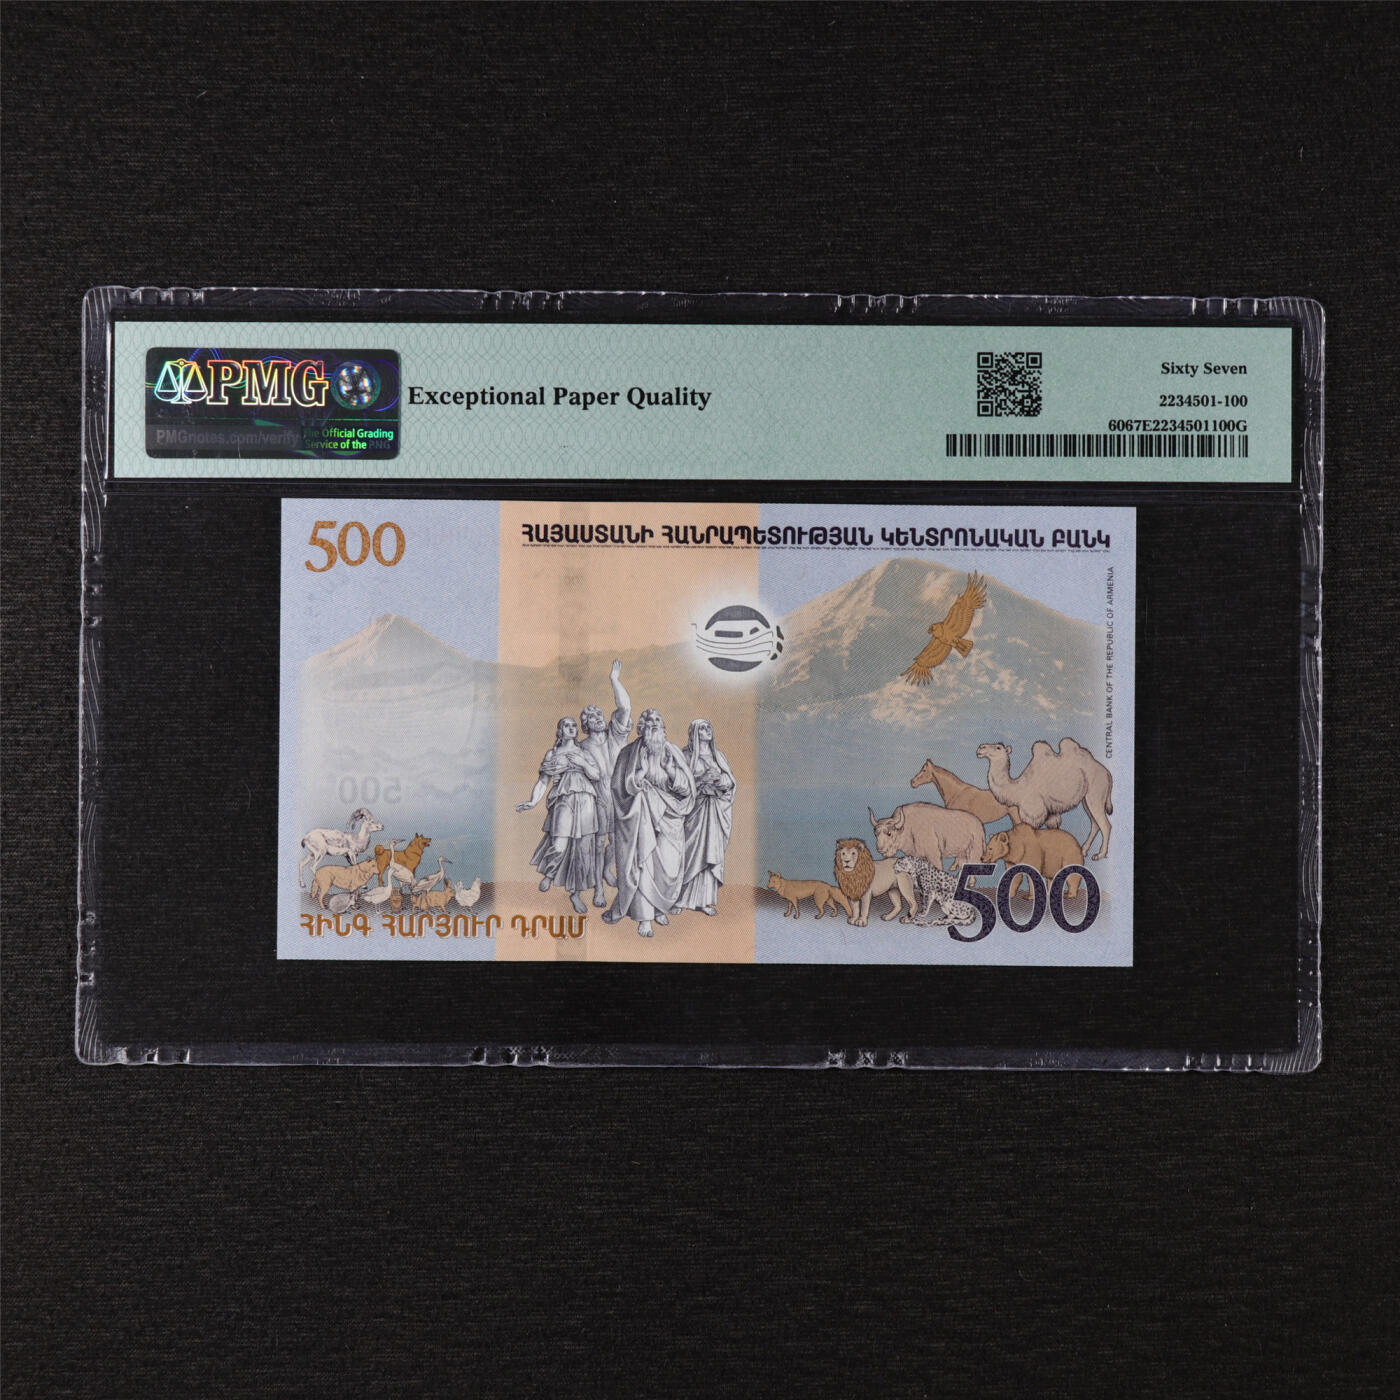 PMG
PMGnotes.com/verify
The Official Grading
Service of the PNG
Exceptional Paper Quality
Sixty Seven
2234501-100
6067E2234501100G
500
ՀԱՅԱՍՏԱՆԻ ՀԱՆՐԱՊԵՏՈՒԹՅԱՆ ԿԵՆՏՐՈՆԱԿԱՆ ԲԱՆԿ
CENTRAL BANK OF THE REPUBLIC OF ARMENIA
500
500
ՀԻՆԳ ՀԱՐՅՈՒՐ ԴՐԱՄ